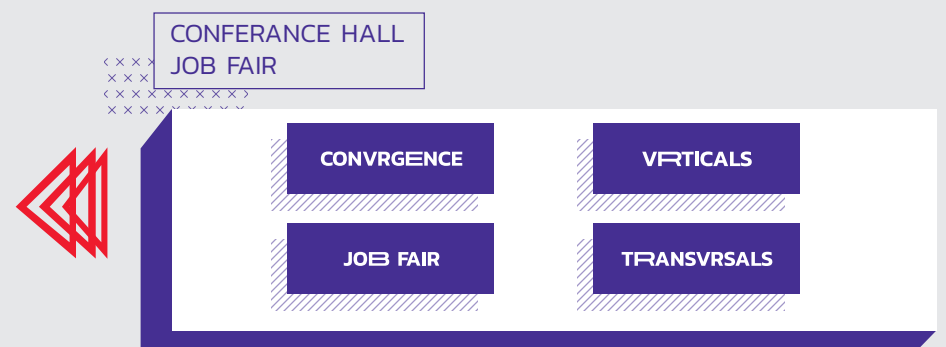 CONFERANCE HALL
JOB FAIR
CONVRGENCE
VRTICALS
JOB FAIR
TRANSVRSALS